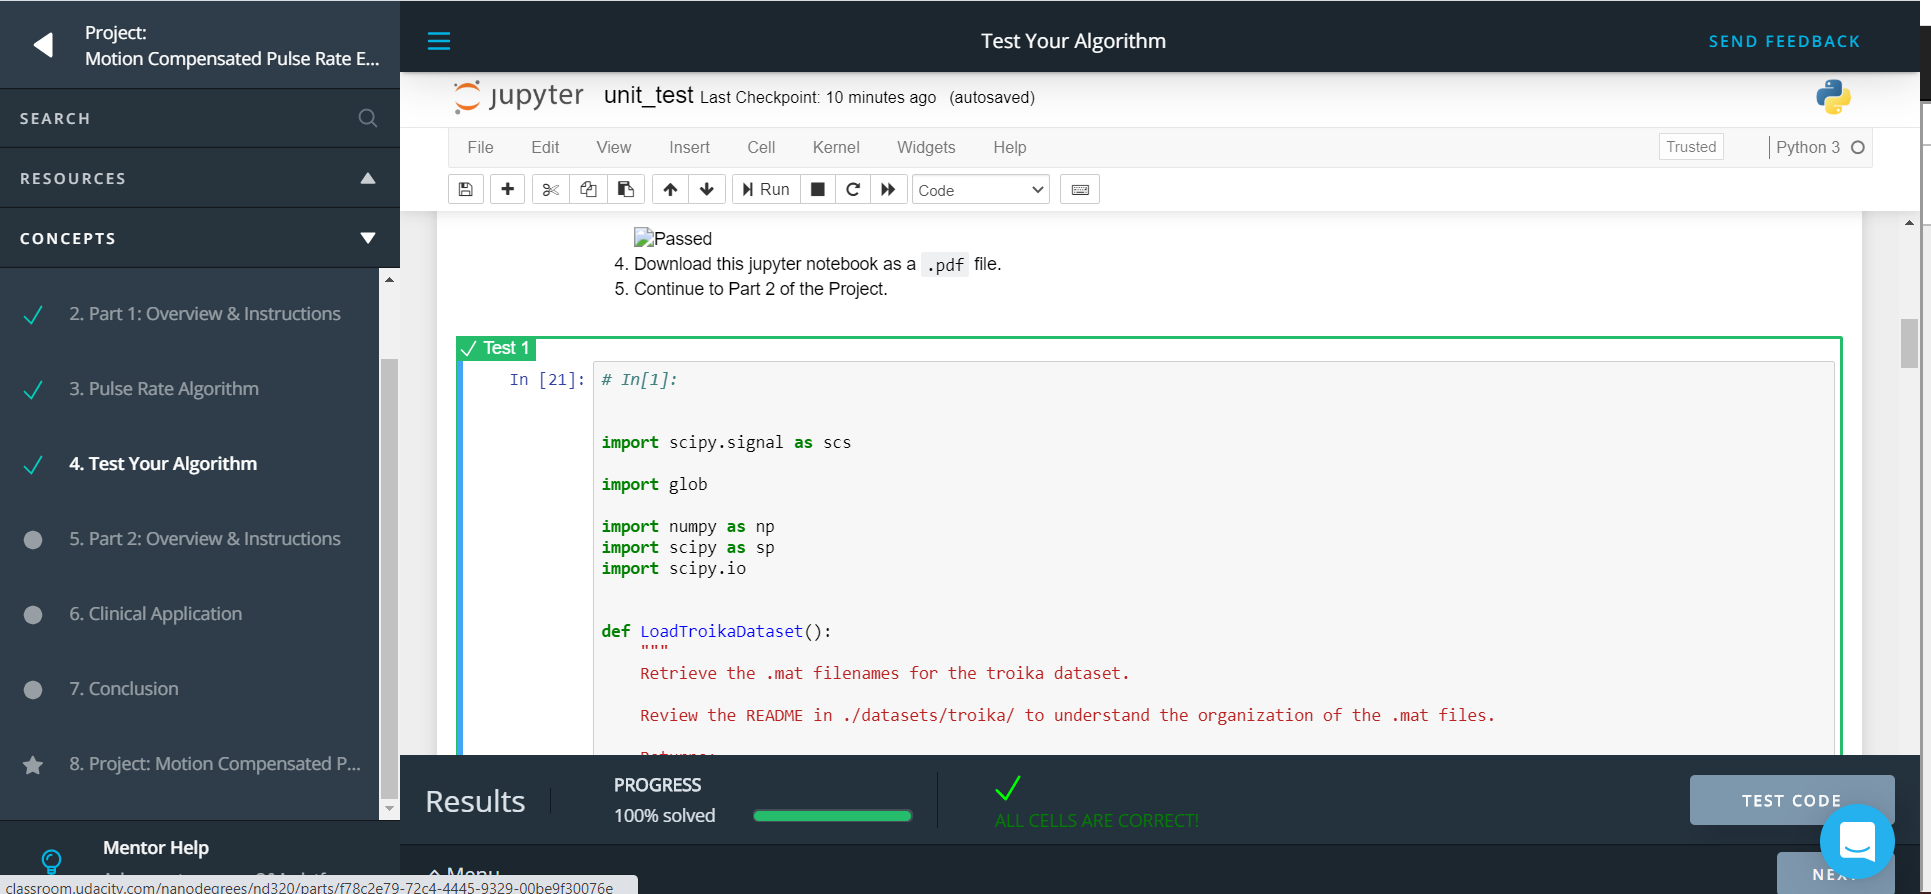 Project:
Motion Compensated Pulse Rate E...
SEARCH
RESOURCES
CONCEPTS
2. Part 1: Overview & Instructions
3. Pulse Rate Algorithm
4. Test Your Algorithm
5. Part 2: Overview & Instructions
6. Clinical Application
7. Conclusion
8. Project: Motion Compensated P...
Mentor Help
classroom.udacity.com/nanodegrees/nd320/parts/f78c2e79-72c4-4445-9329-00be9f30076e
Test Your Algorithm
SEND FEEDBACK
jupyter unit_test Last Checkpoint: 10 minutes ago (autosaved)
File Edit View Insert Cell Kernel Widgets Help
Trusted
Python 3
Run
Code
Passed
4. Download this jupyter notebook as a .pdf file.
5. Continue to Part 2 of the Project.
Test 1
In [21]: # In[1]:
import scipy.signal as scs
import glob
import numpy as np
import scipy as sp
import scipy.io
def LoadTroikaDataset():
"""
Retrieve the .mat filenames for the troika dataset.
Review the README in ./datasets/troika/ to understand the organization of the .mat files.
Results
PROGRESS
100% solved
ALL CELLS ARE CORRECT!
TEST CODE
Menu